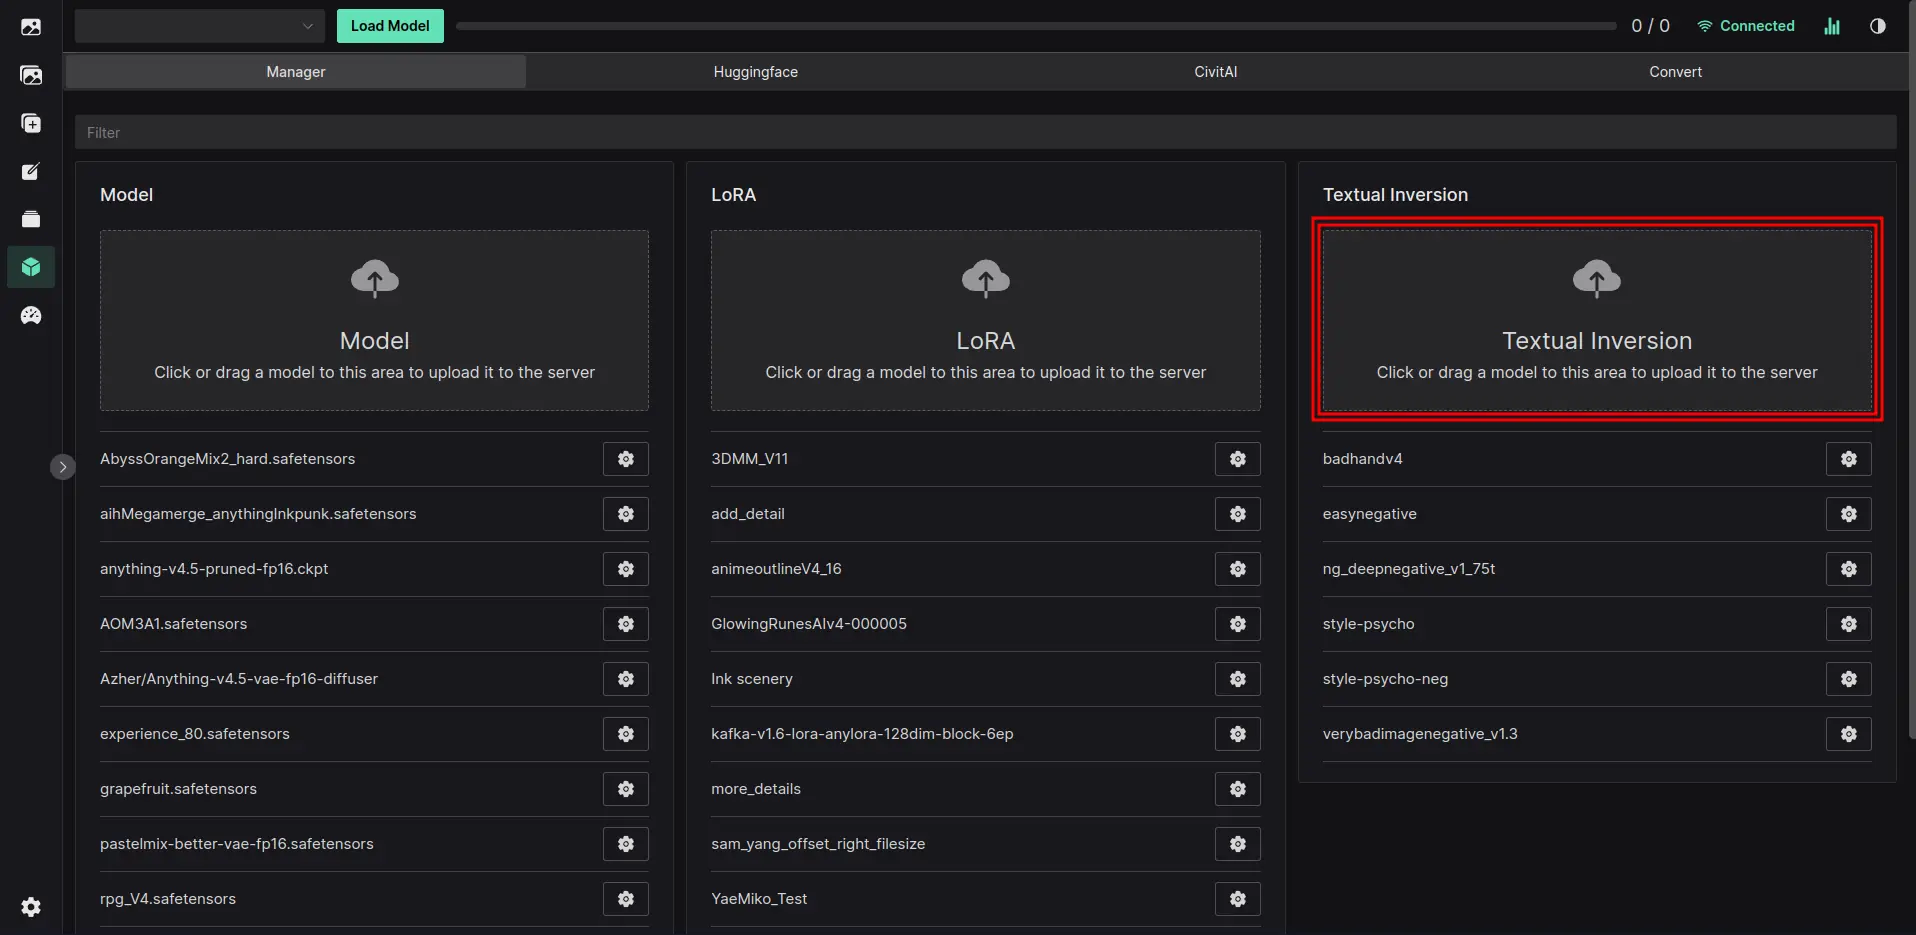 Load Model
0 / 0
Connected
Manager
Huggingface
CivitAI
Convert
Filter
Model
Model
Click or drag a model to this area to upload it to the server
AbyssOrangeMix2_hard.safetensors
aihMegamerge_anythingInkpunk.safetensors
anything-v4.5-pruned-fp16.ckpt
AOM3A1.safetensors
Azher/Anything-v4.5-vae-fp16-diffuser
experience_80.safetensors
grapefruit.safetensors
pastelmix-better-vae-fp16.safetensors
rpg_V4.safetensors
LoRA
LoRA
Click or drag a model to this area to upload it to the server
3DMM_V11
add_detail
animeoutlineV4_16
GlowingRunesAIv4-000005
Ink scenery
kafka-v1.6-lora-anylora-128dim-block-6ep
more_details
sam_yang_offset_right_filesize
YaeMiko_Test
Textual Inversion
Textual Inversion
Click or drag a model to this area to upload it to the server
badhandv4
easynegative
ng_deepnegative_v1_75t
style-psycho
style-psycho-neg
verybadimagenegative_v1.3